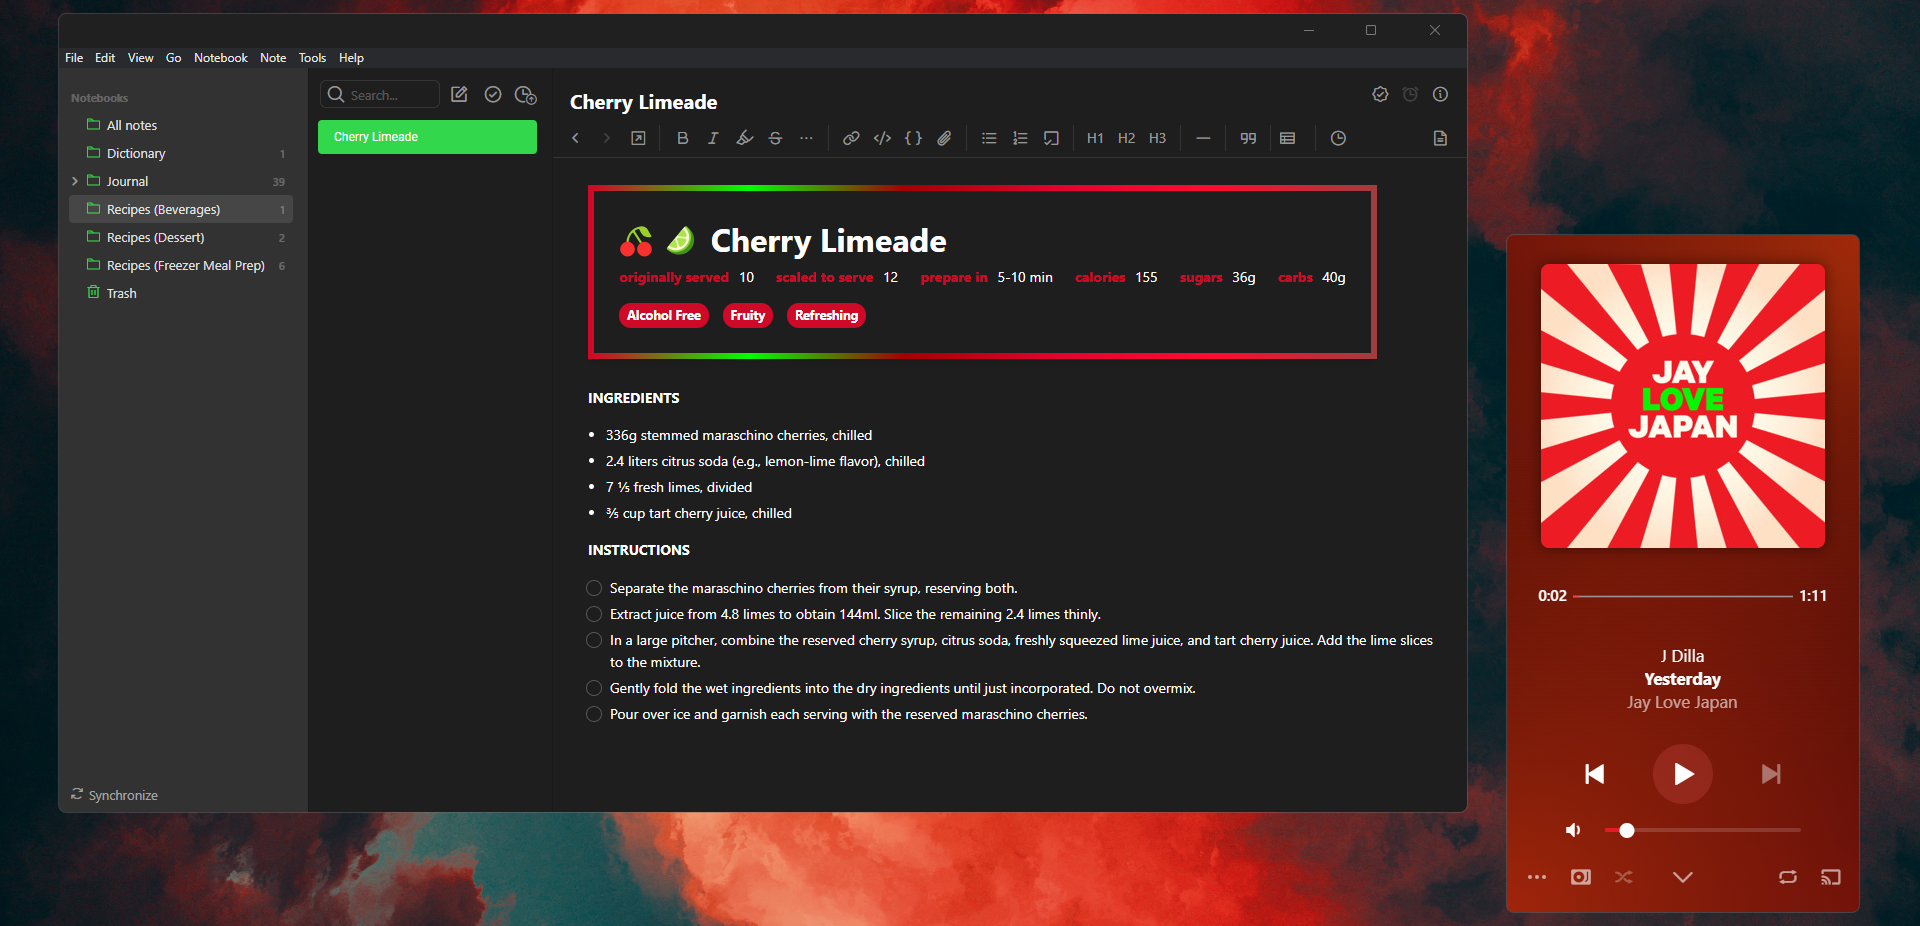 File Edit View Go Notebook Note Tools Help
Notebooks
All notes
Dictionary 1
Journal 39
Recipes (Beverages) 1
Recipes (Dessert) 2
Recipes (Freezer Meal Prep) 6
Trash
Synchronize
Search...
Cherry Limeade
Cherry Limeade
H1 H2 H3
Cherry Limeade
originally served 10 scaled to serve 12 prepare in 5-10 min calories 155 sugars 36g carbs 40g
Alcohol Free Fruity Refreshing
INGREDIENTS
• 336g stemmed maraschino cherries, chilled
• 2.4 liters citrus soda (e.g., lemon-lime flavor), chilled
• 7 ⅕ fresh limes, divided
• ⅗ cup tart cherry juice, chilled
INSTRUCTIONS
Separate the maraschino cherries from their syrup, reserving both.
Extract juice from 4.8 limes to obtain 144ml. Slice the remaining 2.4 limes thinly.
In a large pitcher, combine the reserved cherry syrup, citrus soda, freshly squeezed lime juice, and tart cherry juice. Add the lime slices
to the mixture.
Gently fold the wet ingredients into the dry ingredients until just incorporated. Do not overmix.
Pour over ice and garnish each serving with the reserved maraschino cherries.
JAY
LOVE
JAPAN
0:02 1:11
J Dilla
Yesterday
Jay Love Japan